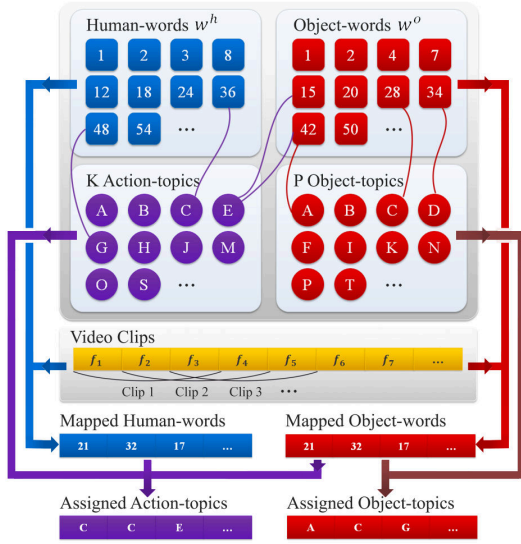 Human-words wʰ
1 2 3 8
12 18 24 36
48 54 ...
Object-words wᵒ
1 2 4 7
15 20 28 34
42 50 ...
K Action-topics
A B C E
G H J M
O S ...
P Object-topics
A B C D
F I K N
P T ...
Video Clips
f₁ f₂ f₃ f₄ f₅ f₆ f₇ ...
Clip 1 Clip 2 Clip 3 ...
Mapped Human-words
21 32 17 ...
Mapped Object-words
21 32 17 ...
Assigned Action-topics
C C E ...
Assigned Object-topics
A C G ...